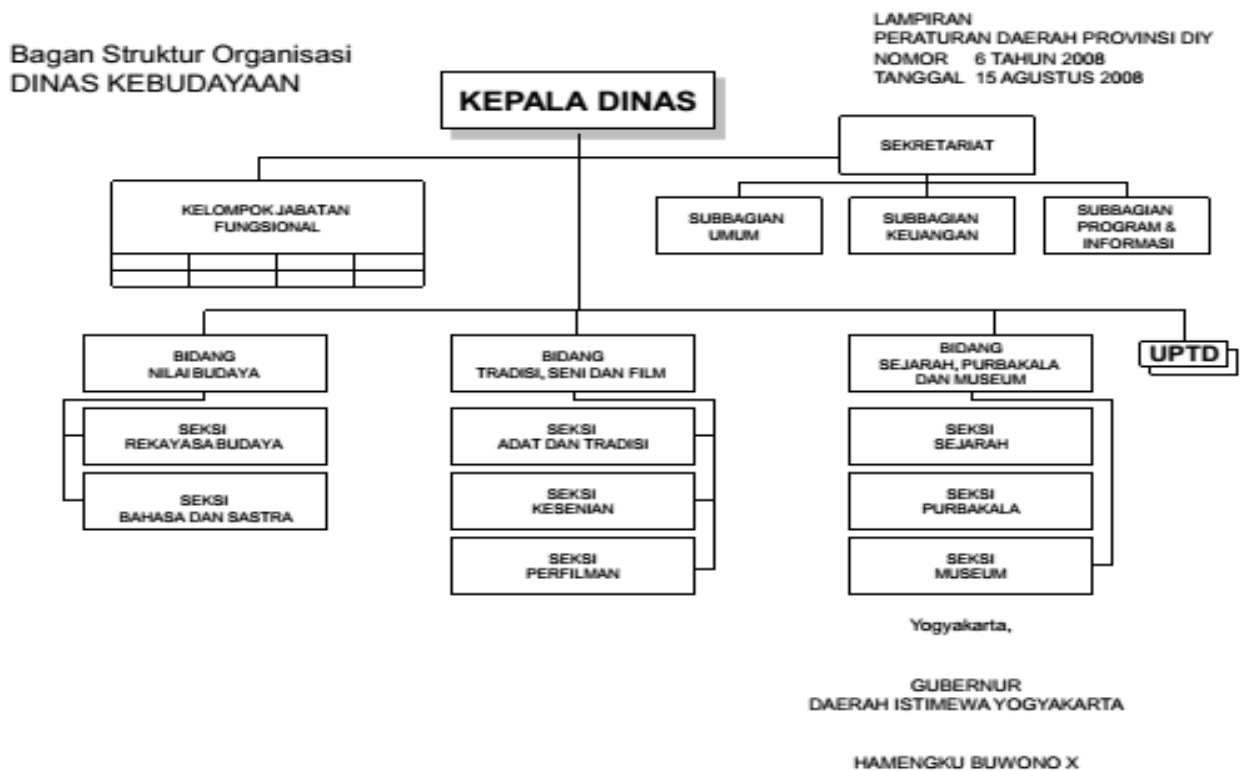 Bagan Struktur Organisasi
DINAS KEBUDAYAAN
LAMPIRAN
PERATURAN DAERAH PROVINSI DIY
NOMOR 6 TAHUN 2008
TANGGAL 15 AGUSTUS 2008
KEPALA DINAS
SEKRETARIAT
KELOMPOK JABATAN
FUNGSIONAL
SUBBAGIAN
UMUM
SUBBAGIAN
KEUANGAN
SUBBAGIAN
PROGRAM &
INFORMASI
BIDANG
NILAI BUDAYA
BIDANG
TRADISI, SENI DAN FILM
BIDANG
SEJARAH, PURBAKALA
DAN MUSEUM
UPTD
SEKSI
REKAYASA BUDAYA
SEKSI
ADAT DAN TRADISI
SEKSI
SEJARAH
SEKSI
BAHASA DAN SASTRA
SEKSI
KESENIAN
SEKSI
PURBAKALA
SEKSI
PERFILMAN
SEKSI
MUSEUM
Yogyakarta,
GUBERNUR
DAERAH ISTIMEWA YOGYAKARTA
HAMENGKU BUWONO X